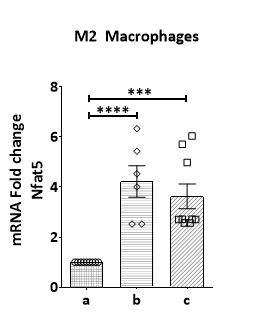 M2 Macrophages
mRNA Fold change
Nfat5
8
6
4
2
0
***
****
a b c